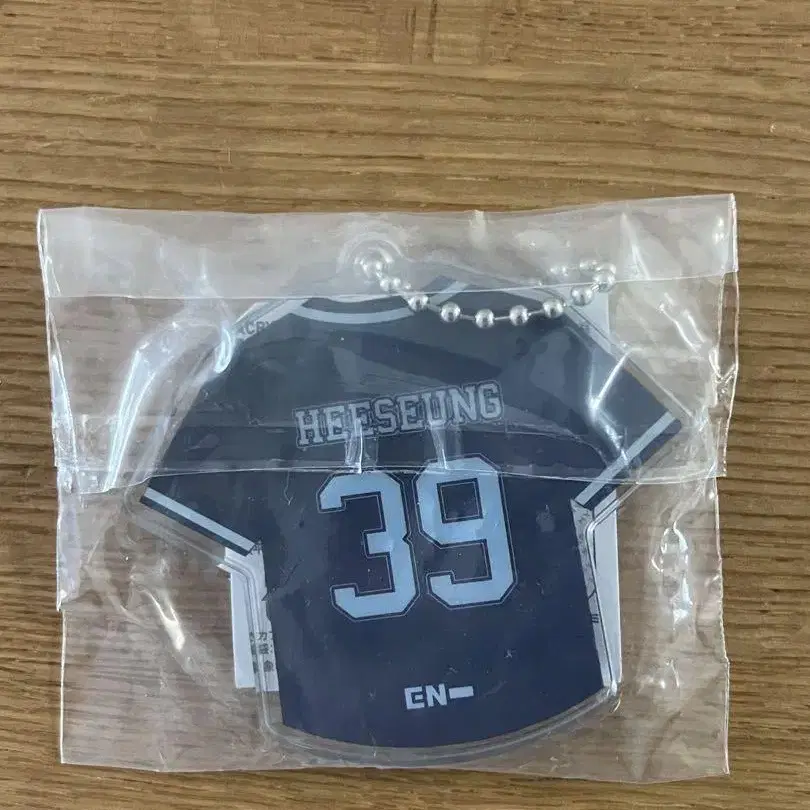 HEESEUNG
39
EN-